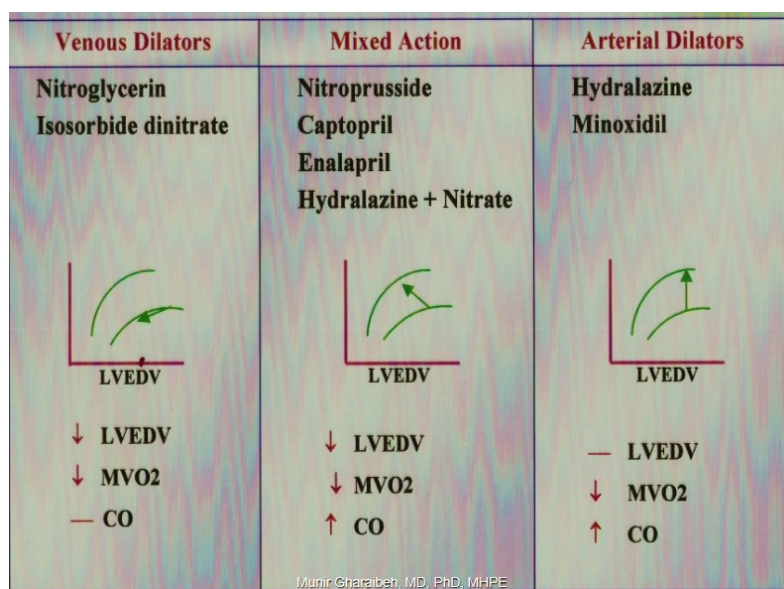 Venous Dilators
Nitroglycerin
Isosorbide dinitrate
LVEDV
↓ LVEDV
↓ MVO2
— CO
Mixed Action
Nitroprusside
Captopril
Enalapril
Hydralazine + Nitrate
LVEDV
↓ LVEDV
↓ MVO2
↑ CO
Arterial Dilators
Hydralazine
Minoxidil
LVEDV
— LVEDV
↓ MVO2
↑ CO
Munir Gharaibeh, MD, PhD, MHPE